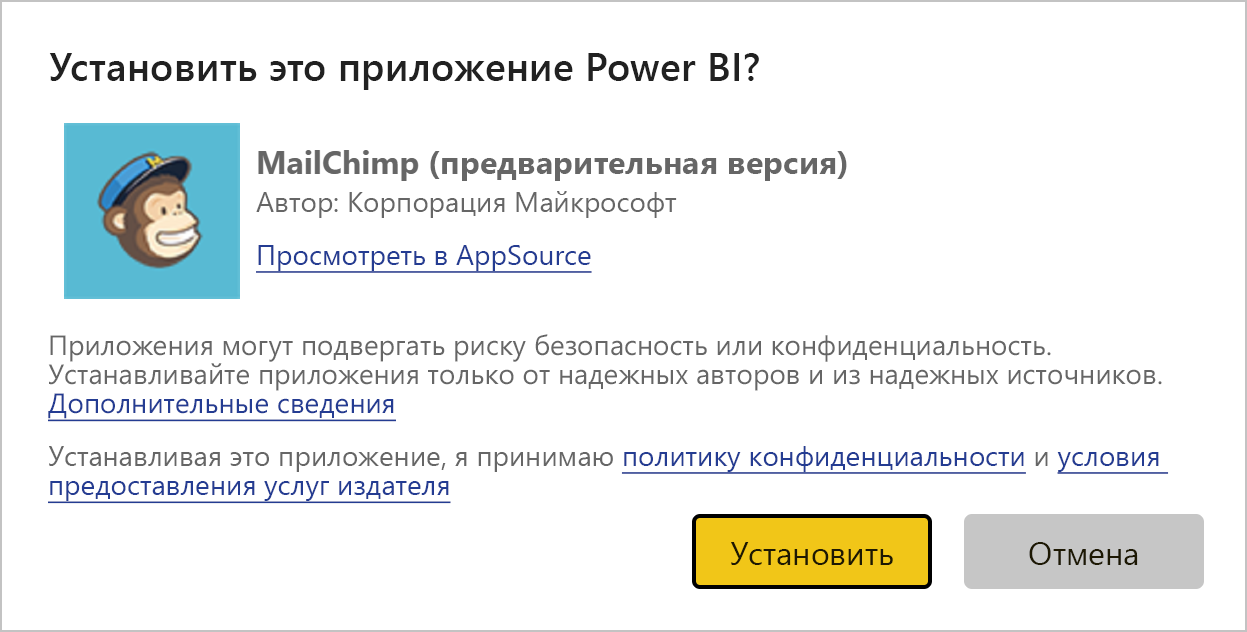 Установить это приложение Power BI?
MailChimp (предварительная версия)
Автор: Корпорация Майкрософт
Просмотреть в AppSource
Приложения могут подвергать риску безопасность или конфиденциальность.
Устанавливайте приложения только от надежных авторов и из надежных источников.
Дополнительные сведения
Устанавливая это приложение, я принимаю политику конфиденциальности и условия
предоставления услуг издателя
Установить
Отмена